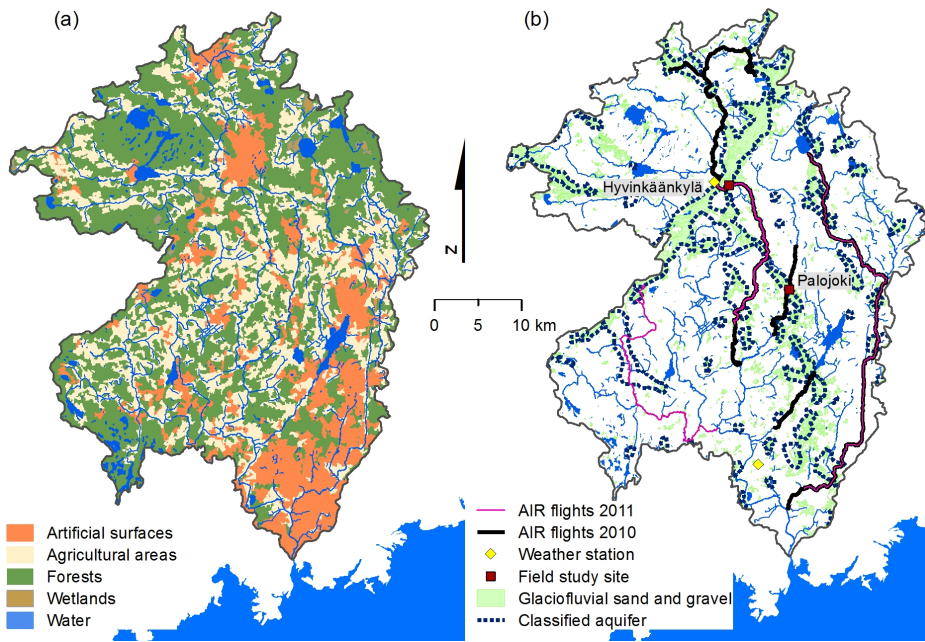 (a)
Artificial surfaces
Agricultural areas
Forests
Wetlands
Water
N
0 5 10 km
(b)
Hyvinkäänkylä
Palojoki
AIR flights 2011
AIR flights 2010
Weather station
Field study site
Glaciofluvial sand and gravel
Classified aquifer